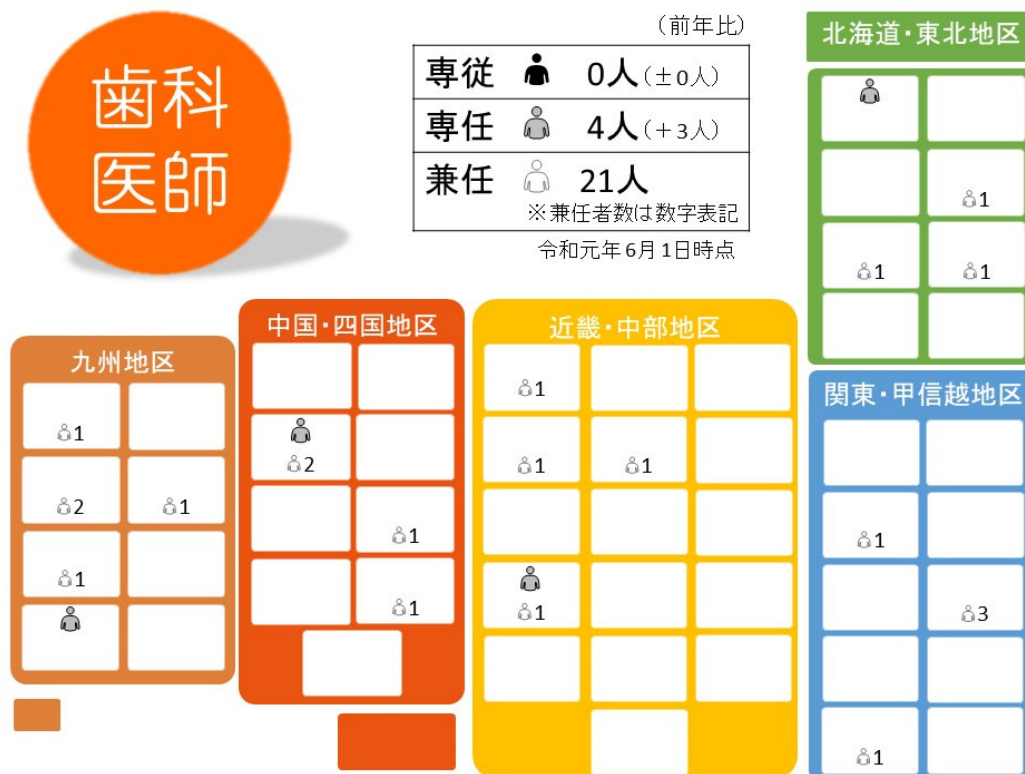 歯科
医師
(前年比)
専従 0人(±0人)
専任 4人(+3人)
兼任 21人
※兼任者数は数字表記
令和元年6月1日時点
北海道・東北地区
1
1 1
中国・四国地区
2
1
1
近畿・中部地区
1
1 1
1
九州地区
1
2 1
1
関東・甲信越地区
1
3
1